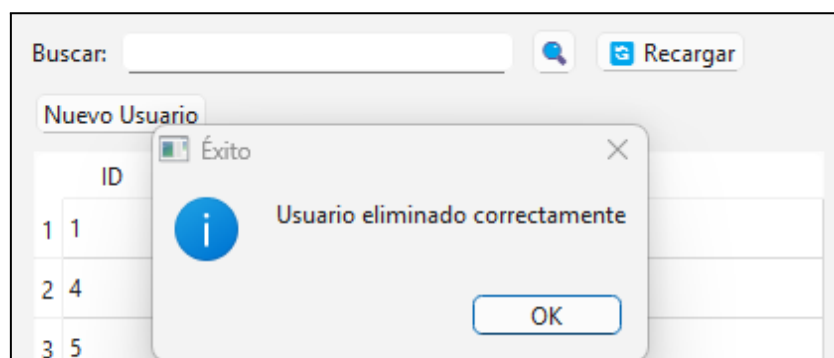 Buscar:
Recargar
Nuevo Usuario
Éxito
ID
Usuario eliminado correctamente
1 1
2 4
OK
3 5